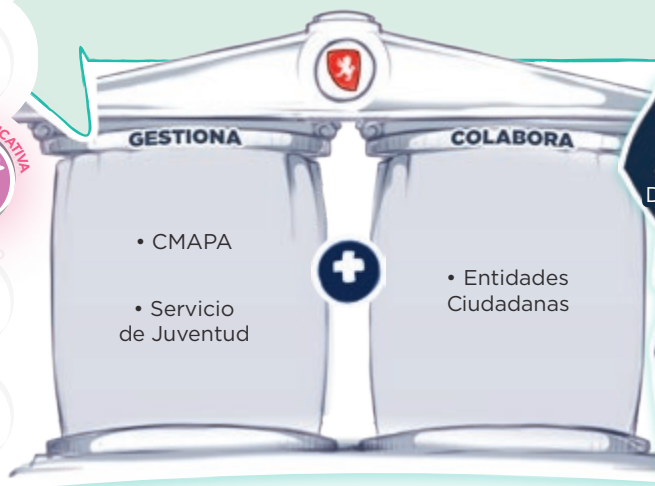 GESTIONA
COLABORA
• CMAPA
• Servicio
de Juventud
• Entidades
Ciudadanas